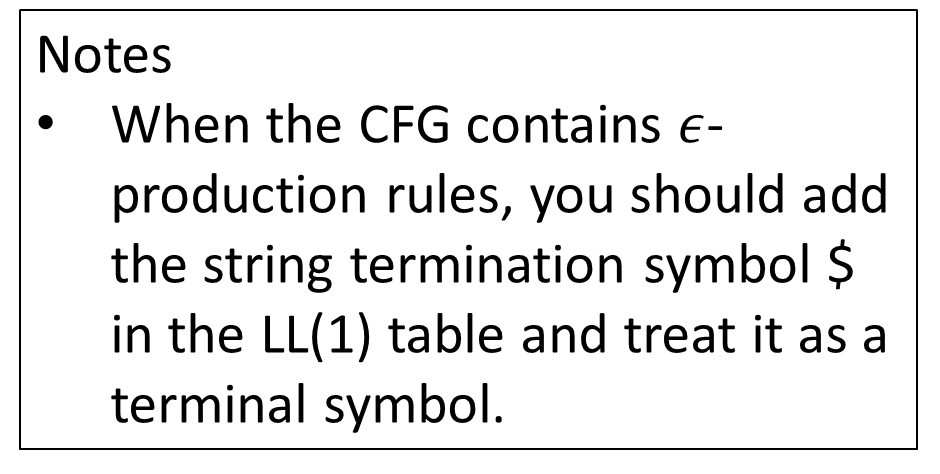 Notes
• When the CFG contains ϵ-
production rules, you should add
the string termination symbol $
in the LL(1) table and treat it as a
terminal symbol.